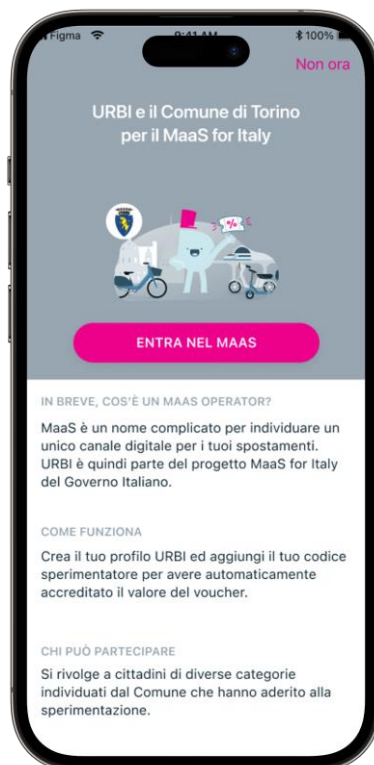 Figma 9:41 AM 100%
Non ora
URBI e il Comune di Torino
per il MaaS for Italy
%
ENTRA NEL MAAS
IN BREVE, COS'È UN MAAS OPERATOR?
MaaS è un nome complicato per individuare un
unico canale digitale per i tuoi spostamenti.
URBI è quindi parte del progetto MaaS for Italy
del Governo Italiano.
COME FUNZIONA
Crea il tuo profilo URBI ed aggiungi il tuo codice
sperimentatore per avere automaticamente
accreditato il valore del voucher.
CHI PUÒ PARTECIPARE
Si rivolge a cittadini di diverse categorie
individuati dal Comune che hanno aderito alla
sperimentazione.